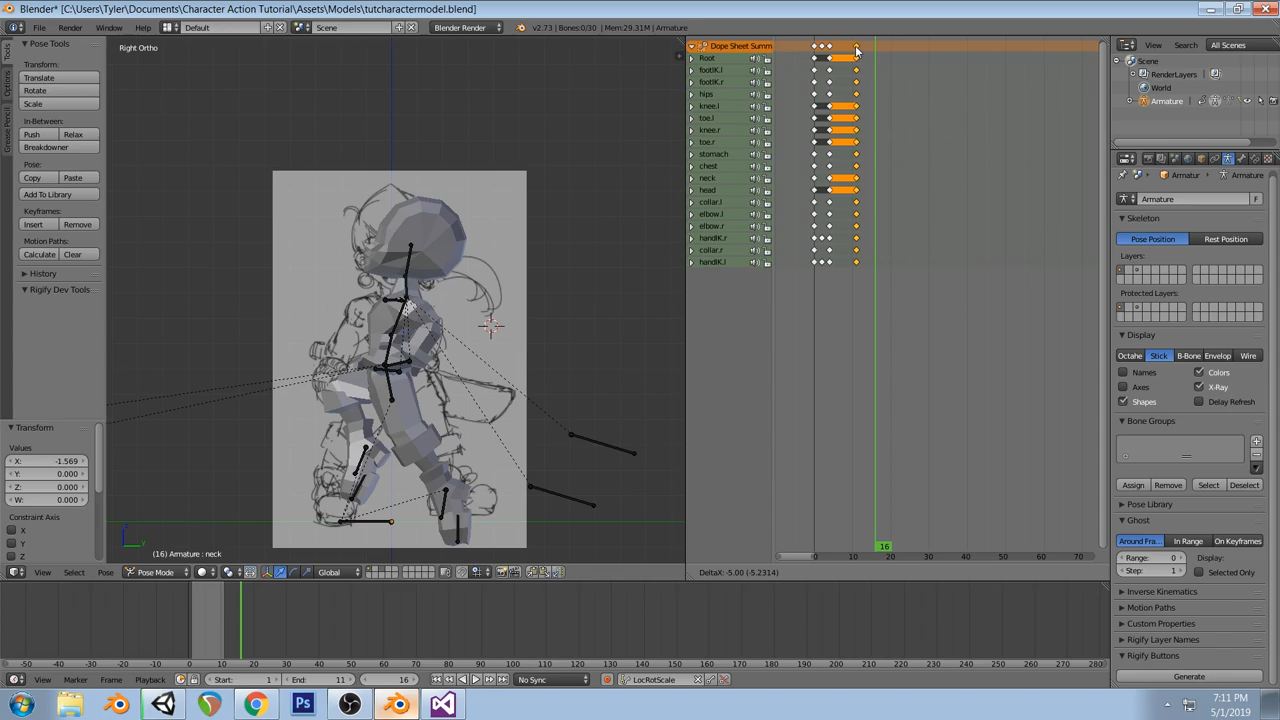 Blender* [C:\Users\Tyler\Documents\Character Action Tutorial\Assets\Models\tutcharactermodel.blend]
File Render Window Help Default Scene Blender Render v2.73 | Bones:0/30 | Mem:29.31M | Armature
Pose Tools
Transform:
Translate
Rotate
Scale
In-Between:
Push Relax
Breakdowner
Pose:
Copy Paste
Add To Library
Keyframes:
Insert Remove
Motion Paths:
Calculate Clear
History
Rigify Dev Tools
Tools
Options
Grease Pencil
Transform
Values
X: -1.569
Y: 0.000
Z: 0.000
W: 0.000
Constraint Axis
X
Y
Z
Right Ortho
Z
Y
(16) Armature : neck
View Select Pose Pose Mode Global
Dope Sheet Summ
Root
footIK.l
footIK.r
hips
knee.l
toe.l
knee.r
toe.r
stomach
chest
neck
head
collar.l
elbow.l
elbow.r
handIK.r
collar.r
handIK.l
16
0 10 20 30 40 50 60 70
DeltaX: -5.00 (-5.2314)
View Search All Scenes
Scene
RenderLayers
World
Armature
Armatur Armature
Armature F
Skeleton
Pose Position Rest Position
Layers:
Protected Layers:
Display
Octahe Stick B-Bone Envelop Wire
Names Colors
Axes X-Ray
Shapes Delay Refresh
Bone Groups
Assign Remove Select Deselect
Pose Library
Ghost
Around Fra... In Range On Keyframes
Range: 0 Display:
Step: 1 Selected Only
Inverse Kinematics
Motion Paths
Custom Properties
Rigify Layer Names
Rigify Buttons
Generate
-50 -40 -30 -20 -10 0 10 20 30 40 50 60 70 80 90 100 110 120 130 140 150 160 170 180 190 200 210 220 230 240 250 260 270 280
View Marker Frame Playback Start: 1 End: 11 16 No Sync LocRotScale
Ps
7:11 PM
5/1/2019